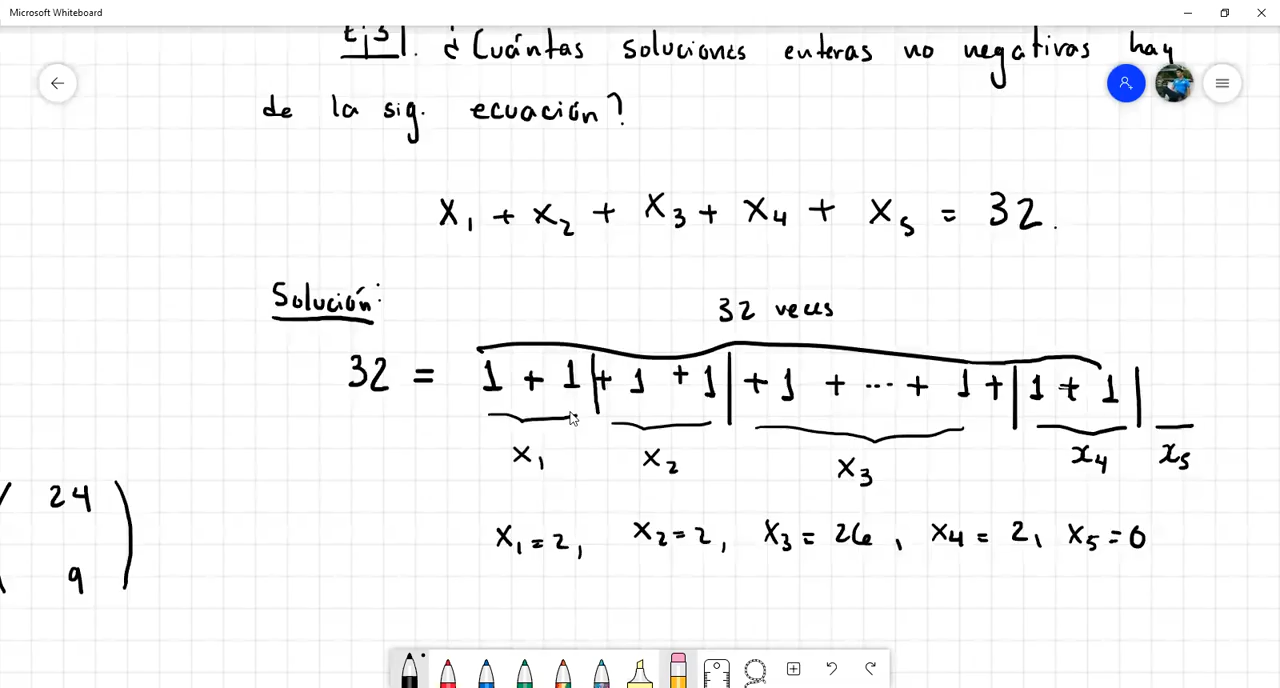 Microsoft Whiteboard
Ej 3]. ¿Cuántas soluciones enteras no negativas hay
de la sig. ecuación?
x₁ + x₂ + x₃ + x₄ + x₅ = 32.
Solución:
32 veces
32 = 1 + 1 | + 1 + 1 | + 1 + ... + 1 + | 1 + 1 | _
x₁ x₂ x₃ x₄ x₅
( 24
9 )
x₁ = 2, x₂ = 2, x₃ = 26, x₄ = 2, x₅ = 0